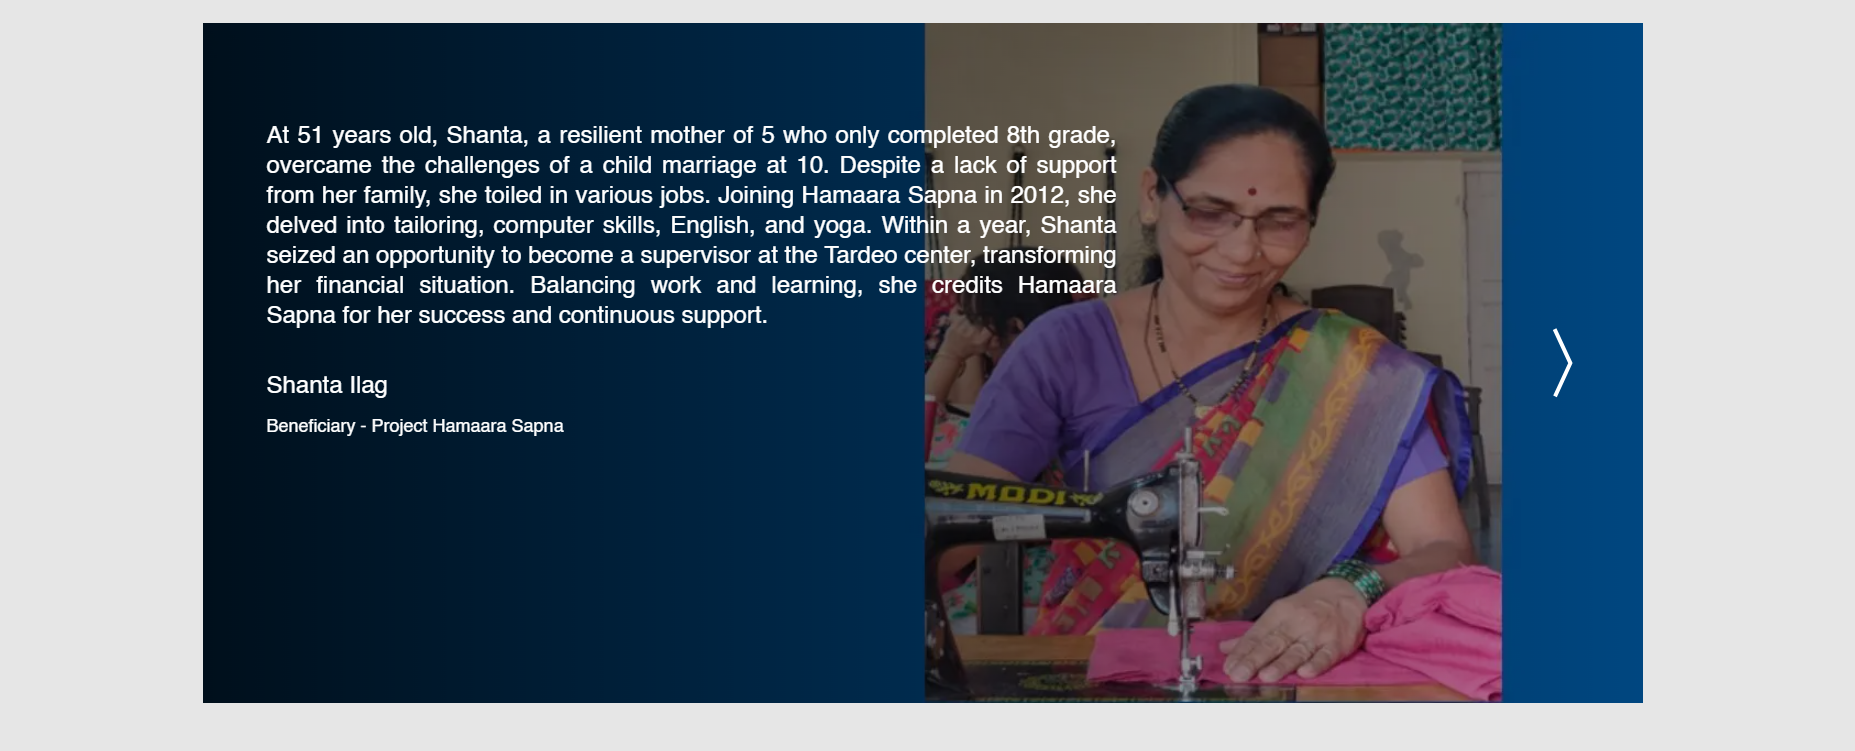 At 51 years old, Shanta, a resilient mother of 5 who only completed 8th grade,
overcame the challenges of a child marriage at 10. Despite a lack of support
from her family, she toiled in various jobs. Joining Hamaara Sapna in 2012, she
delved into tailoring, computer skills, English, and yoga. Within a year, Shanta
seized an opportunity to become a supervisor at the Tardeo center, transforming
her financial situation. Balancing work and learning, she credits Hamaara
Sapna for her success and continuous support.
Shanta Ilag
Beneficiary - Project Hamaara Sapna
MODI